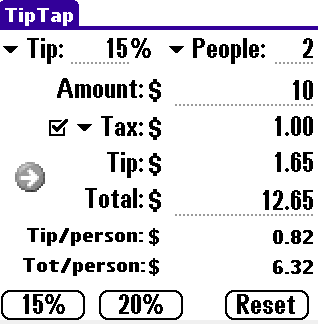 TipTap
Tip: 15% People: 2
Amount: $ 10
Tax: $ 1.00
Tip: $ 1.65
Total: $ 12.65
Tip/person: $ 0.82
Tot/person: $ 6.32
15% 20% Reset